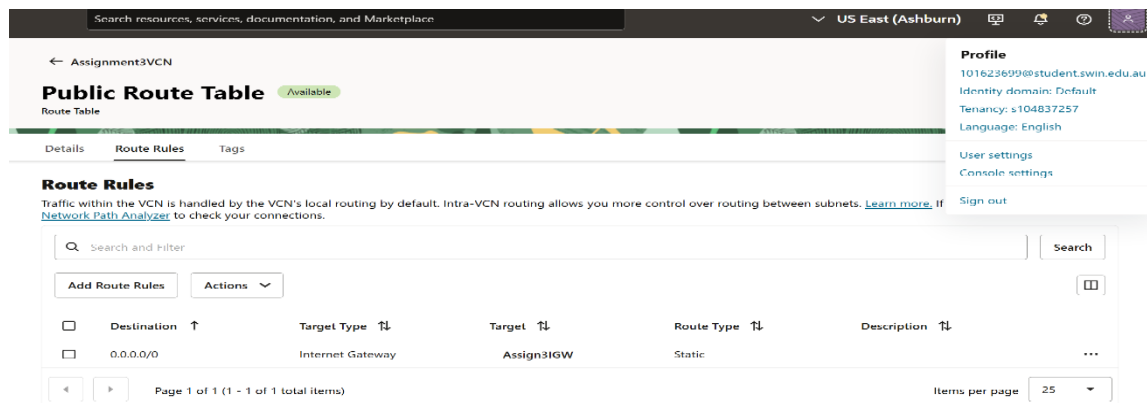 Search resources, services, documentation, and Marketplace
US East (Ashburn)
Assignment3VCN
Public Route Table
Available
Route Table
Profile
101623699@student.swin.edu.au
Identity domain: Default
Tenancy: s104837257
Language: English
User settings
Console settings
Sign out
Details
Route Rules
Tags
Route Rules
Traffic within the VCN is handled by the VCN's local routing by default. Intra-VCN routing allows you more control over routing between subnets. Learn more. If
Network Path Analyzer to check your connections.
Search and Filter
Search
Add Route Rules
Actions
Destination
Target Type
Target
Route Type
Description
0.0.0.0/0
Internet Gateway
Assign3IGW
Static
Page 1 of 1 (1 - 1 of 1 total items)
Items per page
25